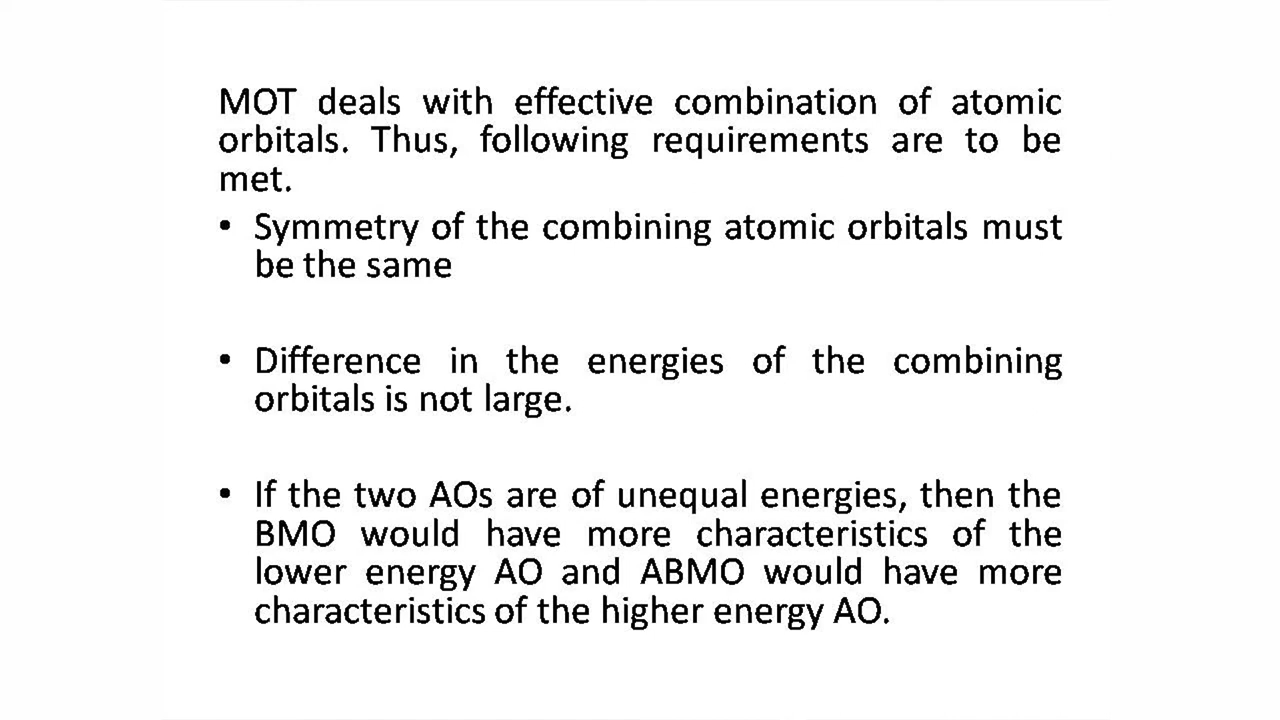 MOT deals with effective combination of atomic
orbitals. Thus, following requirements are to be
met.
• Symmetry of the combining atomic orbitals must
be the same
• Difference in the energies of the combining
orbitals is not large.
• If the two AOs are of unequal energies, then the
BMO would have more characteristics of the
lower energy AO and ABMO would have more
characteristics of the higher energy AO.